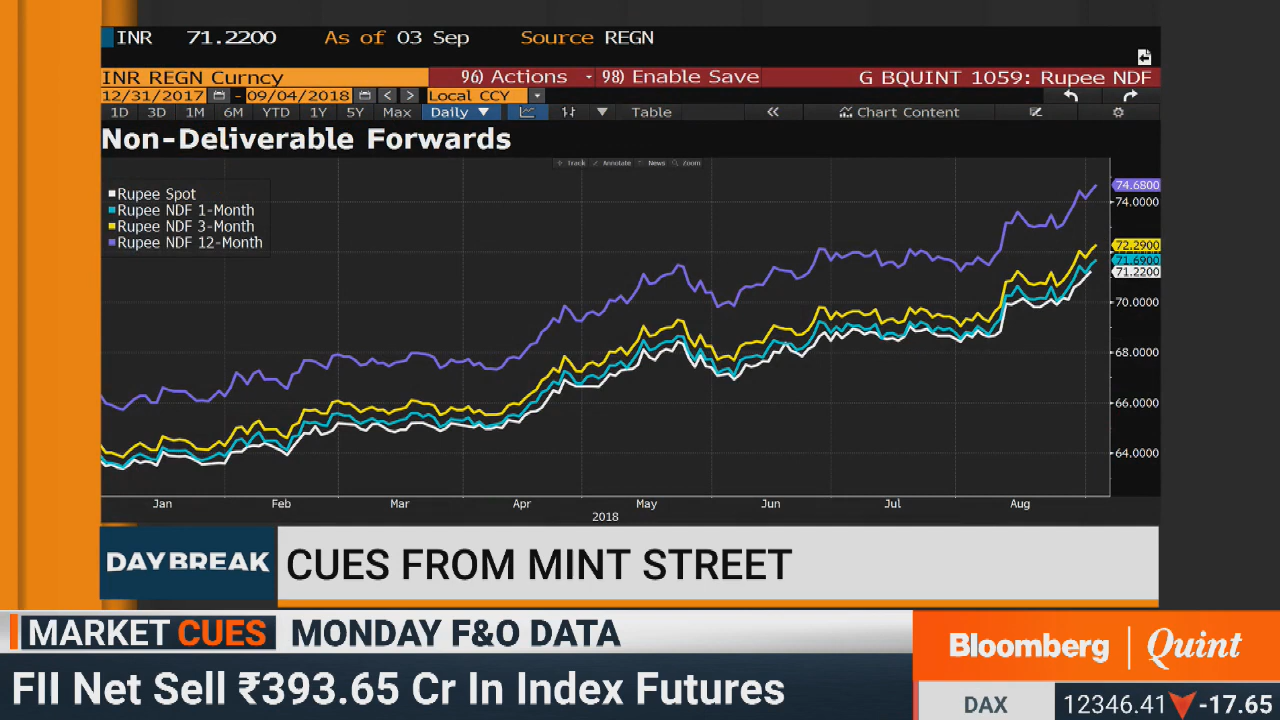 INR 71.2200 As of 03 Sep Source REGN
INR REGN Curncy 96) Actions 98) Enable Save G BQUINT 1059: Rupee NDF
12/31/2017 - 09/04/2018 < > Local CCY
1D 3D 1M 6M YTD 1Y 5Y Max Daily Table « Chart Content
Non-Deliverable Forwards
Track Annotate News Zoom
Rupee Spot
Rupee NDF 1-Month
Rupee NDF 3-Month
Rupee NDF 12-Month
74.6800
74.0000
72.2900
71.6900
71.2200
70.0000
68.0000
66.0000
64.0000
Jan Feb Mar Apr May Jun Jul Aug
2018
DAYBREAK CUES FROM MINT STREET
MARKET CUES MONDAY F&O DATA
FII Net Sell ₹393.65 Cr In Index Futures
Bloomberg | Quint
DAX 12346.41 -17.65